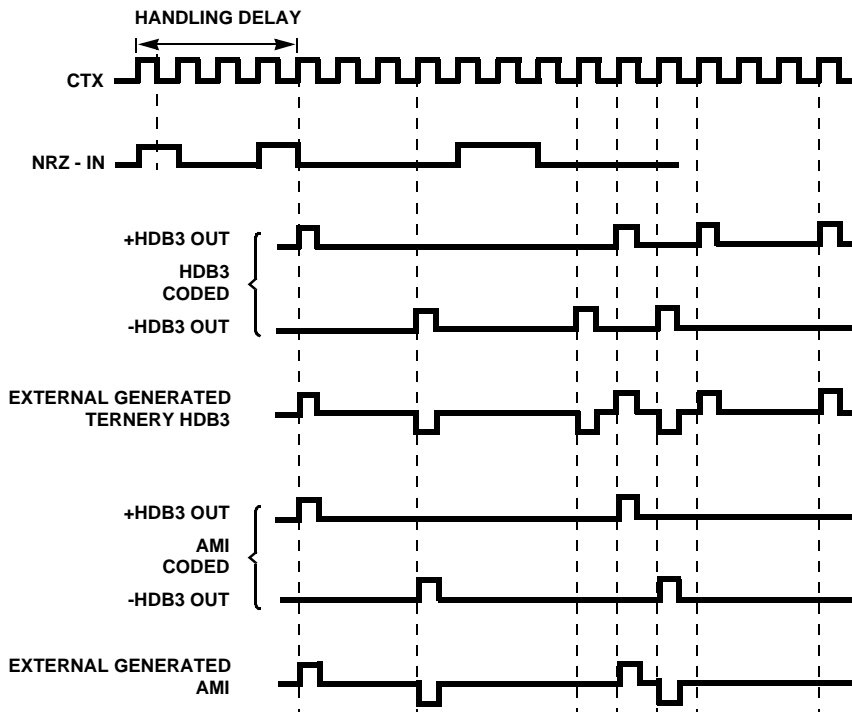 HANDLING DELAY
CTX
NRZ - IN
+HDB3 OUT
HDB3
CODED
-HDB3 OUT
EXTERNAL GENERATED
TERNERY HDB3
+HDB3 OUT
AMI
CODED
-HDB3 OUT
EXTERNAL GENERATED
AMI